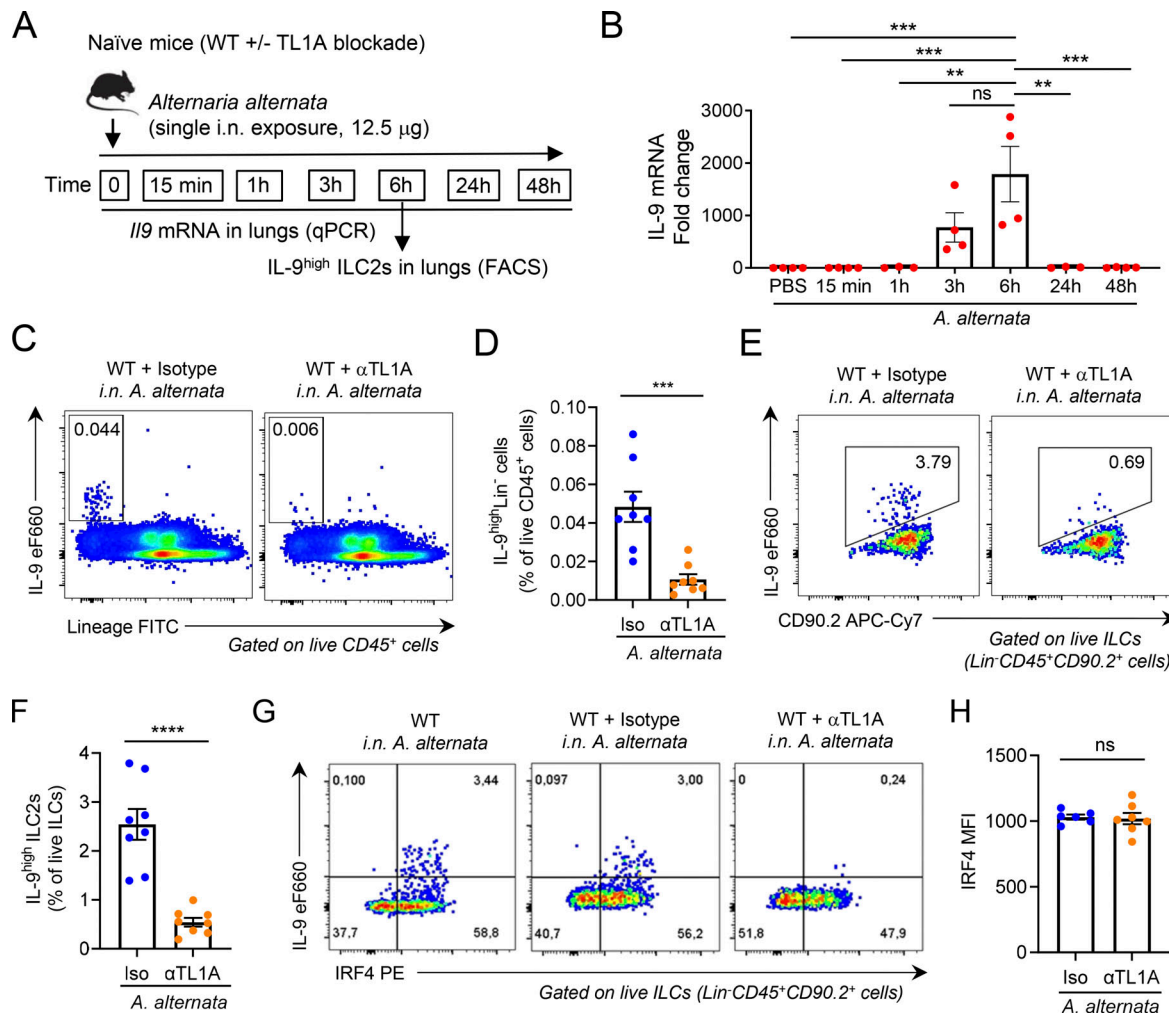 A
Naïve mice (WT +/- TL1A blockade)
Alternaria alternata
(single i.n. exposure, 12.5 μg)
Time 0 15 min 1h 3h 6h 24h 48h
Il9 mRNA in lungs (qPCR)
IL-9high ILC2s in lungs (FACS)
B
***
***
***
**
**
ns
IL-9 mRNA
Fold change
3000
2000
1000
0
PBS 15 min 1h 3h 6h 24h 48h
A. alternata
C
WT + Isotype
i.n. A. alternata
WT + αTL1A
i.n. A. alternata
0.044
0.006
IL-9 eF660
Lineage FITC
Gated on live CD45+ cells
D
***
IL-9highLin- cells
(% of live CD45+ cells)
0.10
0.08
0.06
0.04
0.02
0.00
Iso αTL1A
A. alternata
E
WT + Isotype
i.n. A. alternata
WT + αTL1A
i.n. A. alternata
3.79
0.69
IL-9 eF660
CD90.2 APC-Cy7
Gated on live ILCs
(Lin-CD45+CD90.2+ cells)
F
****
IL-9high ILC2s
(% of live ILCs)
4
3
2
1
0
Iso αTL1A
A. alternata
G
WT
i.n. A. alternata
WT + Isotype
i.n. A. alternata
WT + αTL1A
i.n. A. alternata
0,100 3,44
37,7 58,8
0,097 3,00
40,7 56,2
0 0,24
51,8 47,9
IL-9 eF660
IRF4 PE
Gated on live ILCs (Lin-CD45+CD90.2+ cells)
H
ns
IRF4 MFI
1500
1000
500
0
Iso αTL1A
A. alternata